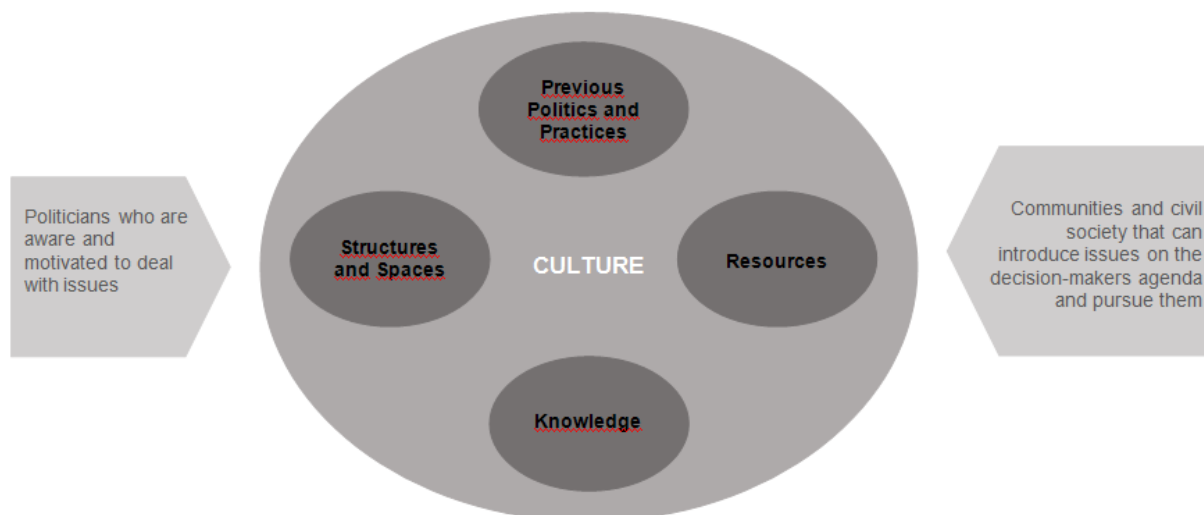 Previous
Politics and
Practices
Politicians who are
aware and
motivated to deal
with issues
Structures
and Spaces
CULTURE
Resources
Communities and civil
society that can
introduce issues on the
decision-makers agenda
and pursue them
Knowledge